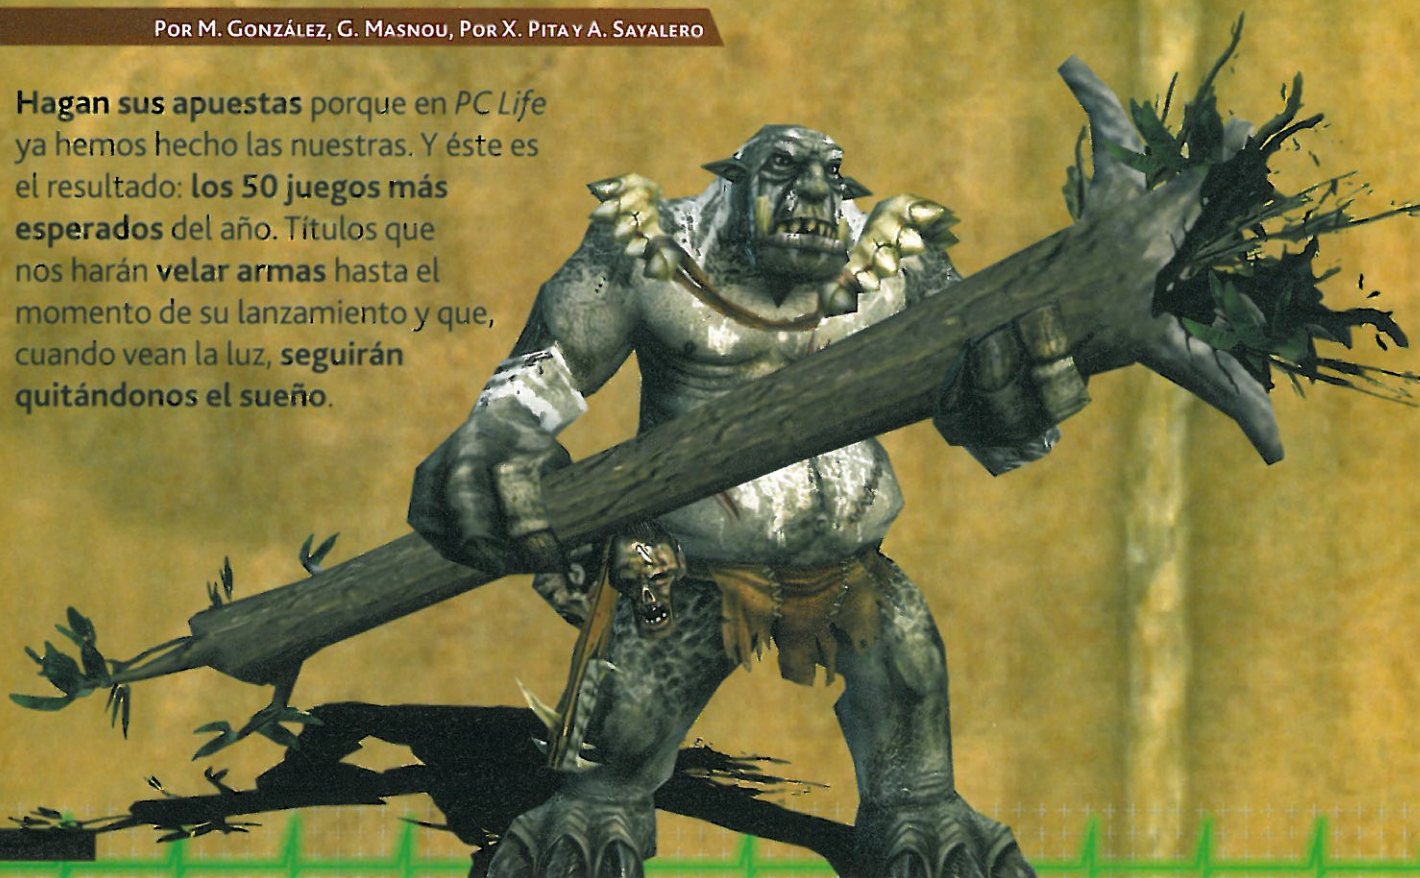 POR M. GONZÁLEZ, G. MASNOU, POR X. PITA Y A. SAYALERO
Hagan sus apuestas porque en PC Life
ya hemos hecho las nuestras. Y éste es
el resultado: los 50 juegos más
esperados del año. Títulos que
nos harán velar armas hasta el
momento de su lanzamiento y que,
cuando vean la luz, seguirán
quitándonos el sueño.